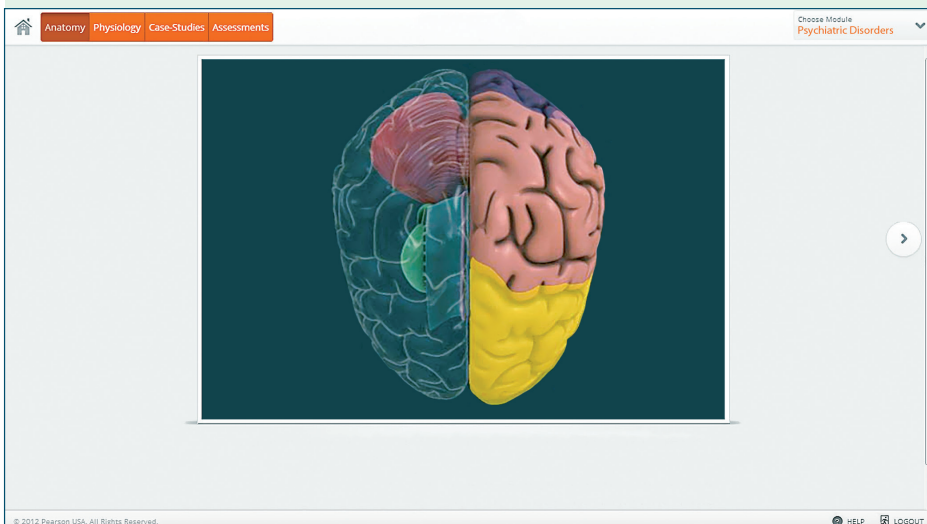 Anatomy Physiology Case-Studies Assessments
Choose Module
Psychiatric Disorders
© 2012 Pearson USA. All Rights Reserved.
HELP LOGOUT